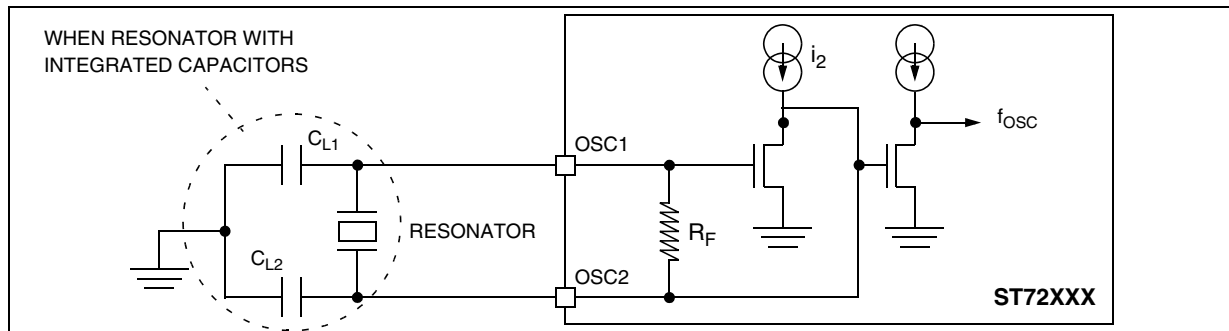 WHEN RESONATOR WITH
INTEGRATED CAPACITORS
i2
fOSC
CL1
OSC1
RESONATOR
RF
CL2
OSC2
ST72XXX